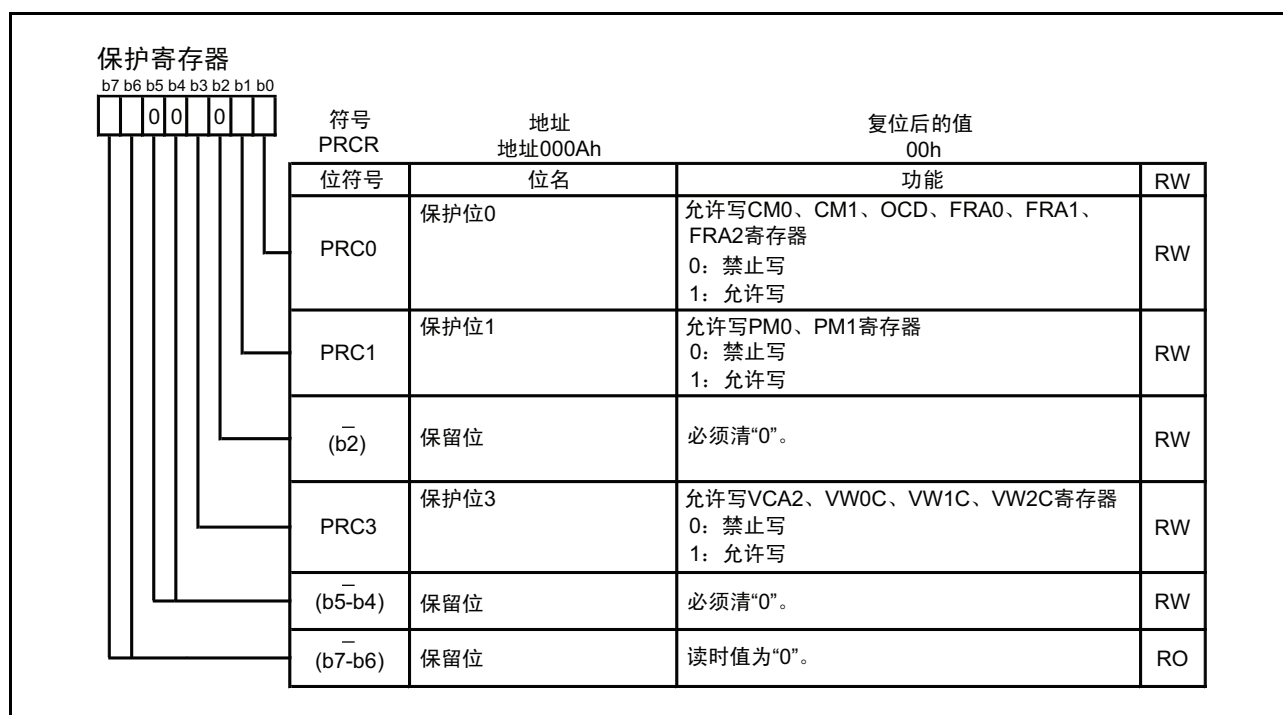 保护寄存器
b7 b6 b5 b4 b3 b2 b1 b0
0 0 0
符号 地址 复位后的值
PRCR 地址000Ah 00h
位符号 位名 功能 RW
PRC0 保护位0 允许写CM0、CM1、OCD、FRA0、FRA1、
FRA2寄存器
0：禁止写
1：允许写
RW
PRC1 保护位1 允许写PM0、PM1寄存器
0：禁止写
1：允许写
RW
—
(b2) 保留位 必须清“0”。 RW
PRC3 保护位3 允许写VCA2、VW0C、VW1C、VW2C寄存器
0：禁止写
1：允许写
RW
—
(b5-b4) 保留位 必须清“0”。 RW
—
(b7-b6) 保留位 读时值为“0”。 RO